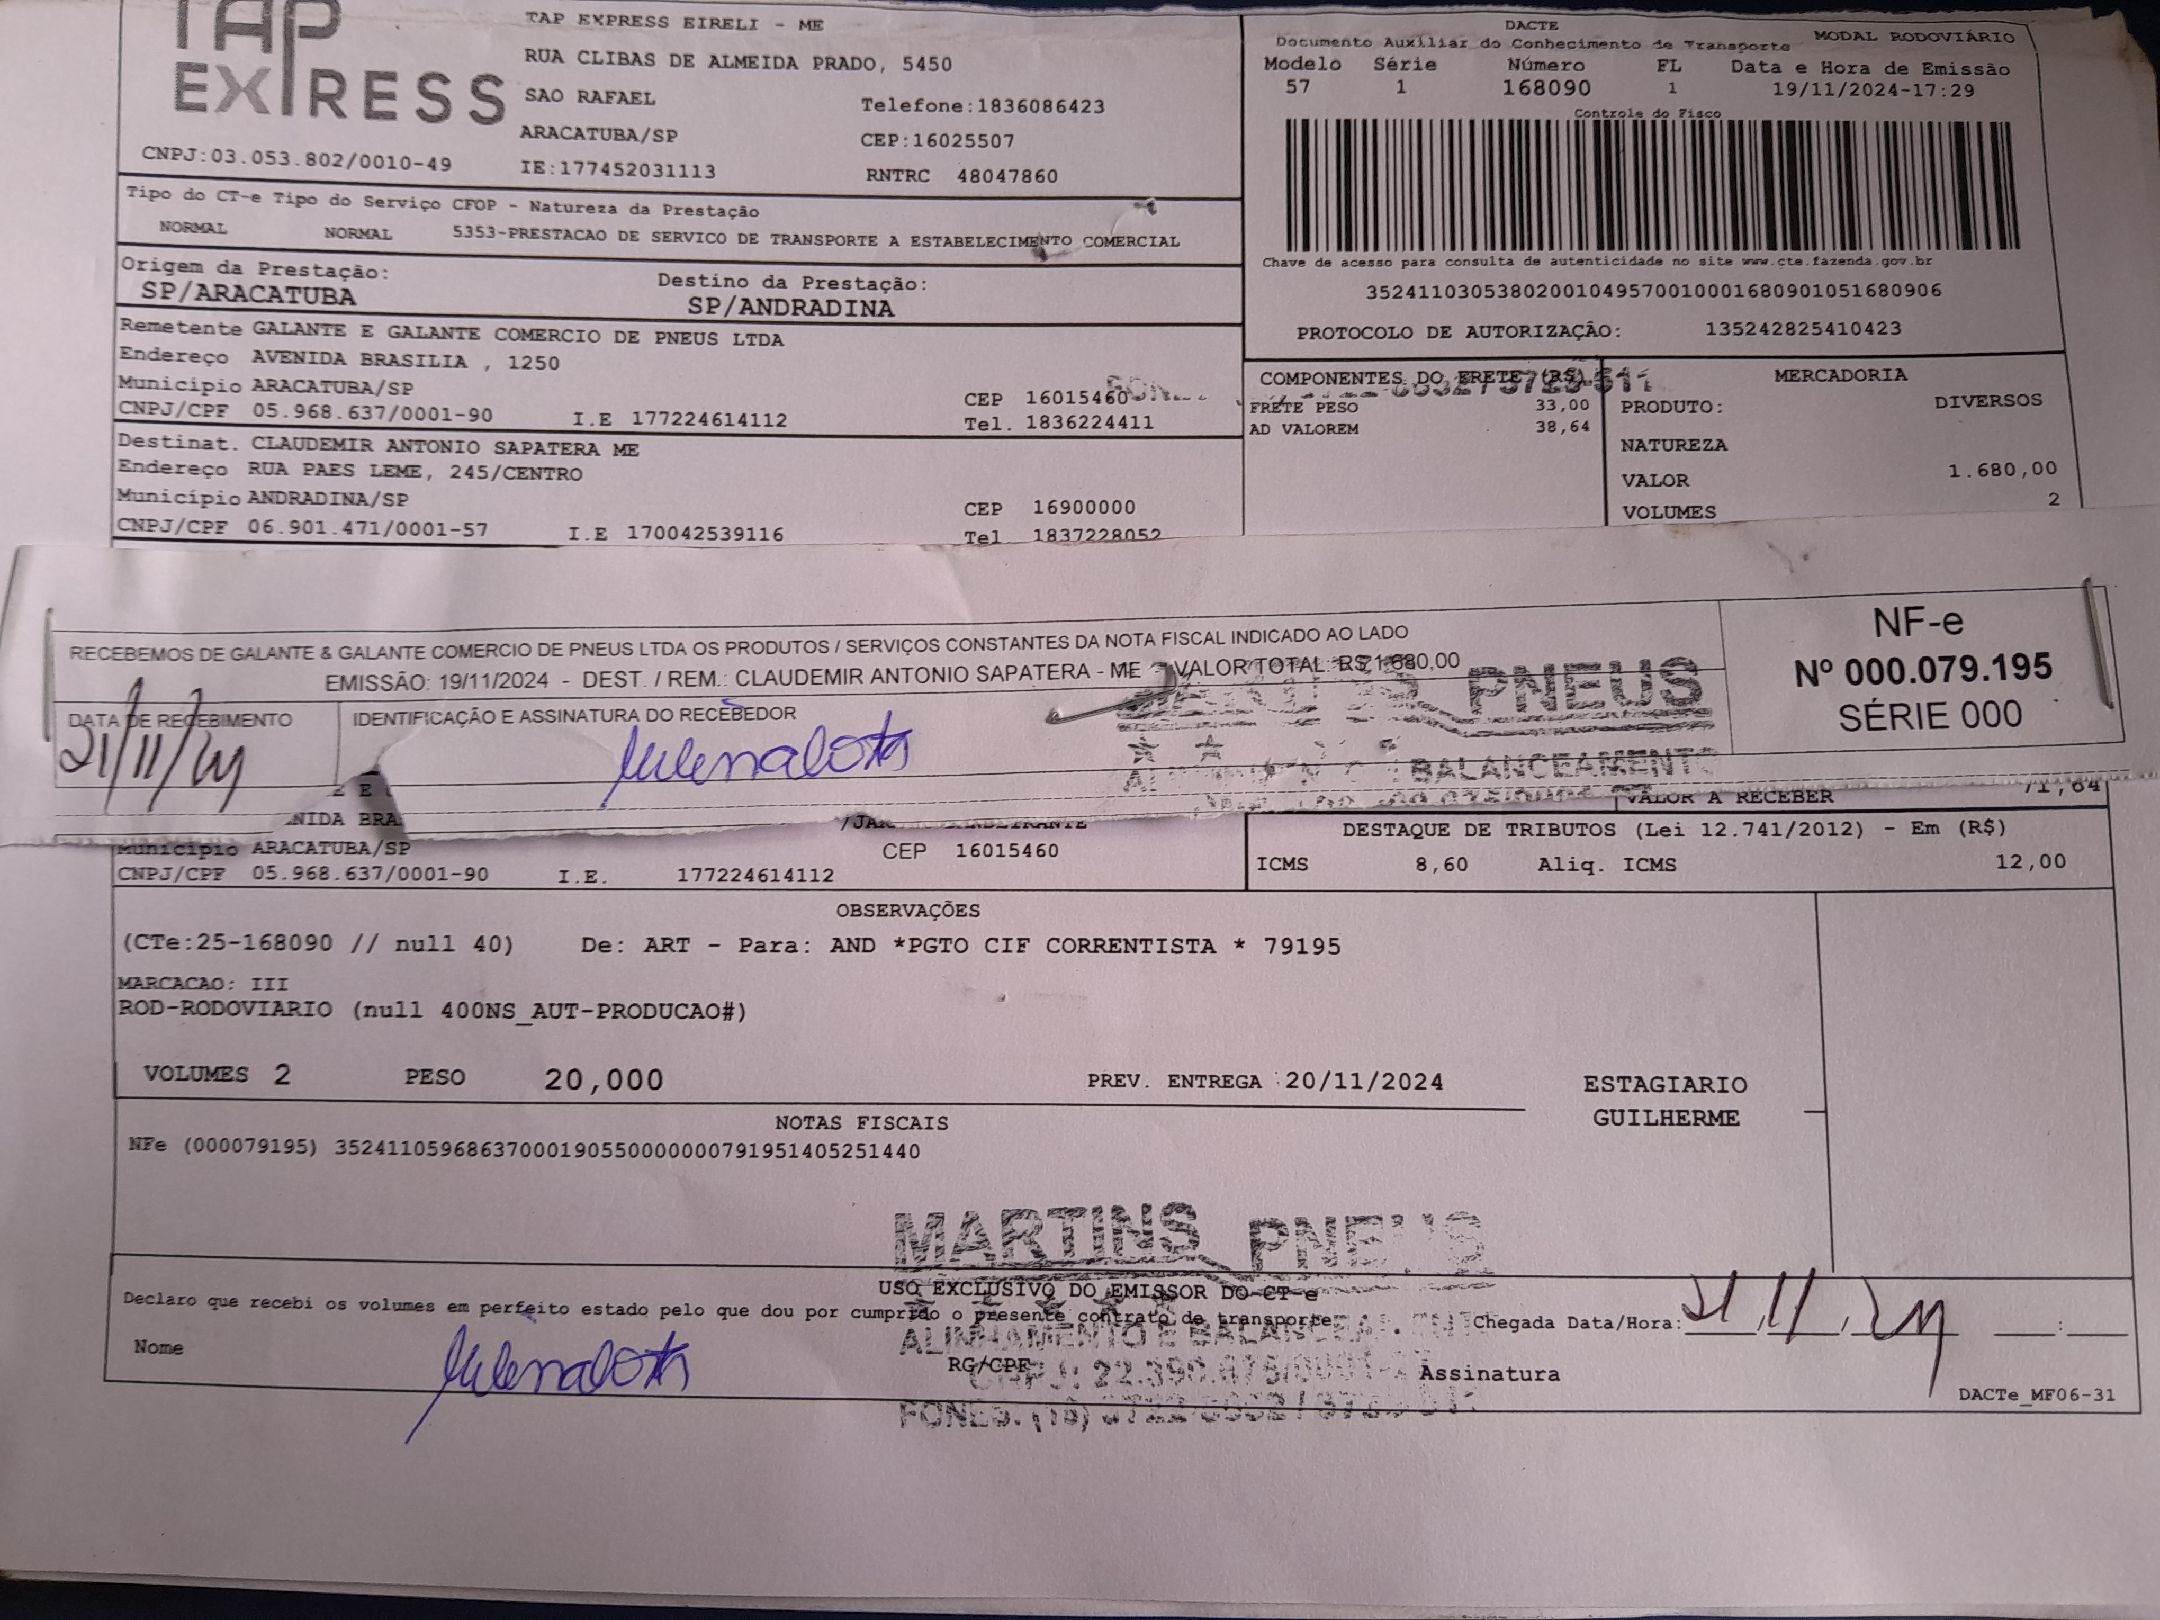 TAP
EXPRESS
TAP EXPRESS EIRELI - ME
RUA CLIBAS DE ALMEIDA PRADO, 5450
SAO RAFAEL Telefone:1836086423
ARACATUBA/SP CEP:16025507
CNPJ:03.053.802/0010-49 IE:177452031113 RNTRC 48047860
DACTE
Documento Auxiliar do Conhecimento de Transporte MODAL RODOVIÁRIO
Modelo Série Número FL Data e Hora de Emissão
57 1 168090 1 19/11/2024-17:29
Controle do Fisco
Chave de acesso para consulta de autenticidade no site www.cte.fazenda.gov.br
35241103053802001049570010001680901051680906
PROTOCOLO DE AUTORIZAÇÃO: 135242825410423
Tipo do CT-e Tipo do Serviço CFOP - Natureza da Prestação
NORMAL NORMAL 5353-PRESTACAO DE SERVICO DE TRANSPORTE A ESTABELECIMENTO COMERCIAL
Origem da Prestação: Destino da Prestação:
SP/ARACATUBA SP/ANDRADINA
Remetente GALANTE E GALANTE COMERCIO DE PNEUS LTDA
Endereço AVENIDA BRASILIA , 1250
Município ARACATUBA/SP CEP 16015460
CNPJ/CPF 05.968.637/0001-90 I.E 177224614112 Tel. 1836224411
Destinat. CLAUDEMIR ANTONIO SAPATERA ME
Endereço RUA PAES LEME, 245/CENTRO
Município ANDRADINA/SP CEP 16900000
CNPJ/CPF 06.901.471/0001-57 I.E 170042539116 Tel 1837228052
COMPONENTES DO FRETE (R$)
FRETE PESO 33,00
AD VALOREM 38,64
MERCADORIA
PRODUTO: DIVERSOS
NATUREZA
VALOR 1.680,00
VOLUMES 2
RECEBEMOS DE GALANTE & GALANTE COMERCIO DE PNEUS LTDA OS PRODUTOS / SERVIÇOS CONSTANTES DA NOTA FISCAL INDICADO AO LADO
EMISSÃO: 19/11/2024 - DEST. / REM.: CLAUDEMIR ANTONIO SAPATERA - ME - VALOR TOTAL: R$ 1.680,00
DATA DE RECEBIMENTO IDENTIFICAÇÃO E ASSINATURA DO RECEBEDOR
21/11/24
PNEUS
BALANCEAMENTO
NF-e
Nº 000.079.195
SÉRIE 000
VALOR A RECEBER 71,64
NIDA BRA
Município ARACATUBA/SP CEP 16015460
CNPJ/CPF 05.968.637/0001-90 I.E. 177224614112
DESTAQUE DE TRIBUTOS (Lei 12.741/2012) - Em (R$)
ICMS 8,60 Aliq. ICMS 12,00
OBSERVAÇÕES
(CTe:25-168090 // null 40) De: ART - Para: AND *PGTO CIF CORRENTISTA * 79195
MARCACAO: III
ROD-RODOVIARIO (null 400NS_AUT-PRODUCAO#)
VOLUMES 2 PESO 20,000 PREV. ENTREGA :20/11/2024
ESTAGIARIO
GUILHERME
NOTAS FISCAIS
NFe (000079195) 35241105968637000190550000000791951405251440
MARTINS PNEUS
USO EXCLUSIVO DO EMISSOR DO CT-e
Declaro que recebi os volumes em perfeito estado pelo que dou por cumprido o presente contrato de transporte
Chegada Data/Hora: 21 11 24 :
ALINHAMENTO E BALANCEAMENTO
Nome RG/CPF Assinatura
DACTe_MF06-31